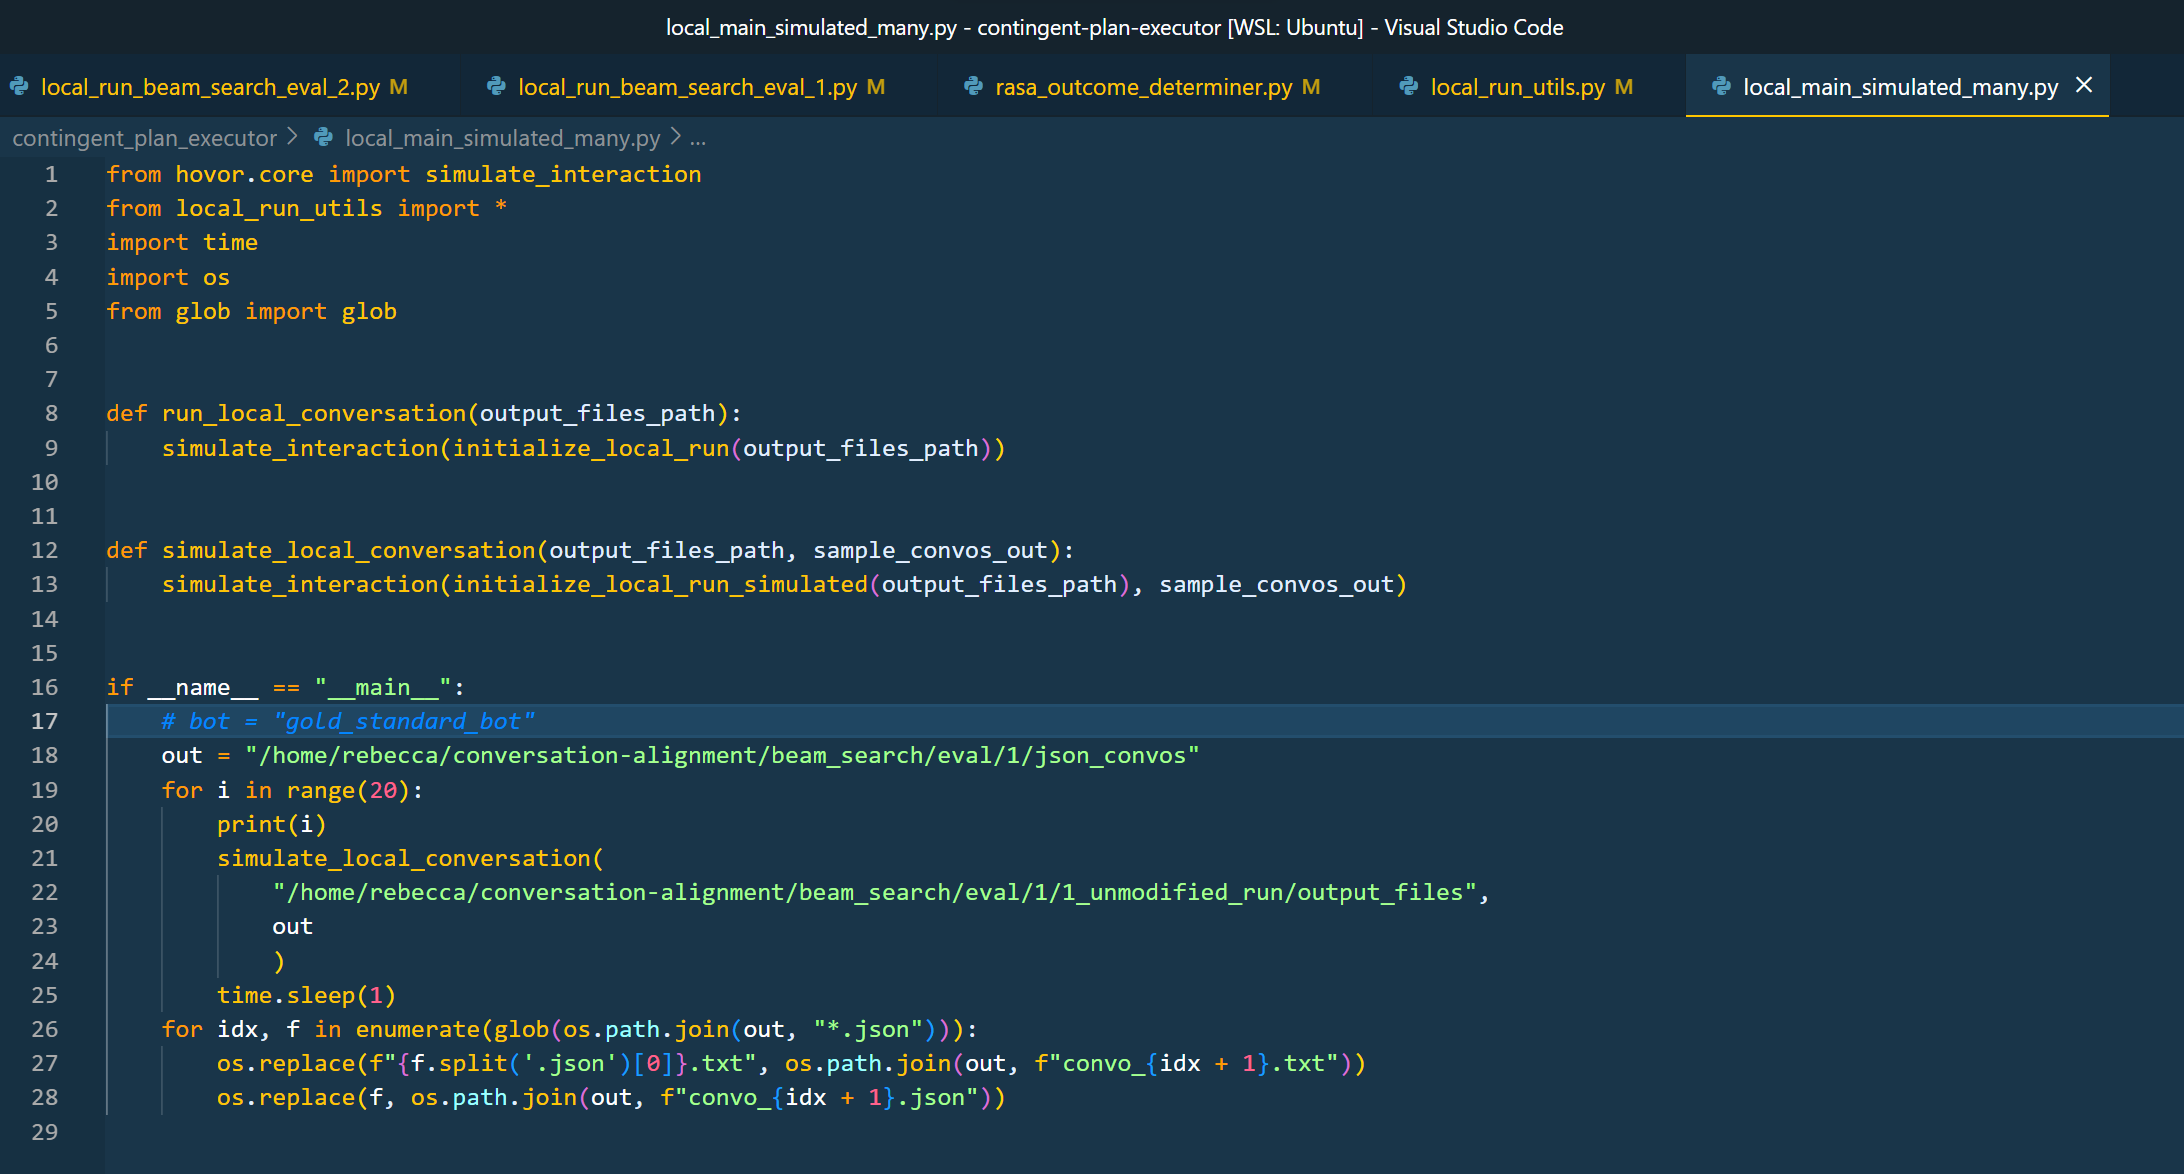 local_main_simulated_many.py - contingent-plan-executor [WSL: Ubuntu] - Visual Studio Code
local_run_beam_search_eval_2.py M local_run_beam_search_eval_1.py M rasa_outcome_determiner.py M local_run_utils.py M local_main_simulated_many.py
contingent_plan_executor > local_main_simulated_many.py > ...
1 from hovor.core import simulate_interaction
2 from local_run_utils import *
3 import time
4 import os
5 from glob import glob
6
7
8 def run_local_conversation(output_files_path):
9     simulate_interaction(initialize_local_run(output_files_path))
10
11
12 def simulate_local_conversation(output_files_path, sample_convos_out):
13     simulate_interaction(initialize_local_run_simulated(output_files_path), sample_convos_out)
14
15
16 if __name__ == "__main__":
17     # bot = "gold_standard_bot"
18     out = "/home/rebecca/conversation-alignment/beam_search/eval/1/json_convos"
19     for i in range(20):
20         print(i)
21         simulate_local_conversation(
22             "/home/rebecca/conversation-alignment/beam_search/eval/1/1_unmodified_run/output_files",
23             out
24             )
25         time.sleep(1)
26     for idx, f in enumerate(glob(os.path.join(out, "*.json"))):
27         os.replace(f"{f.split('.json')[0]}.txt", os.path.join(out, f"convo_{idx + 1}.txt"))
28         os.replace(f, os.path.join(out, f"convo_{idx + 1}.json"))
29